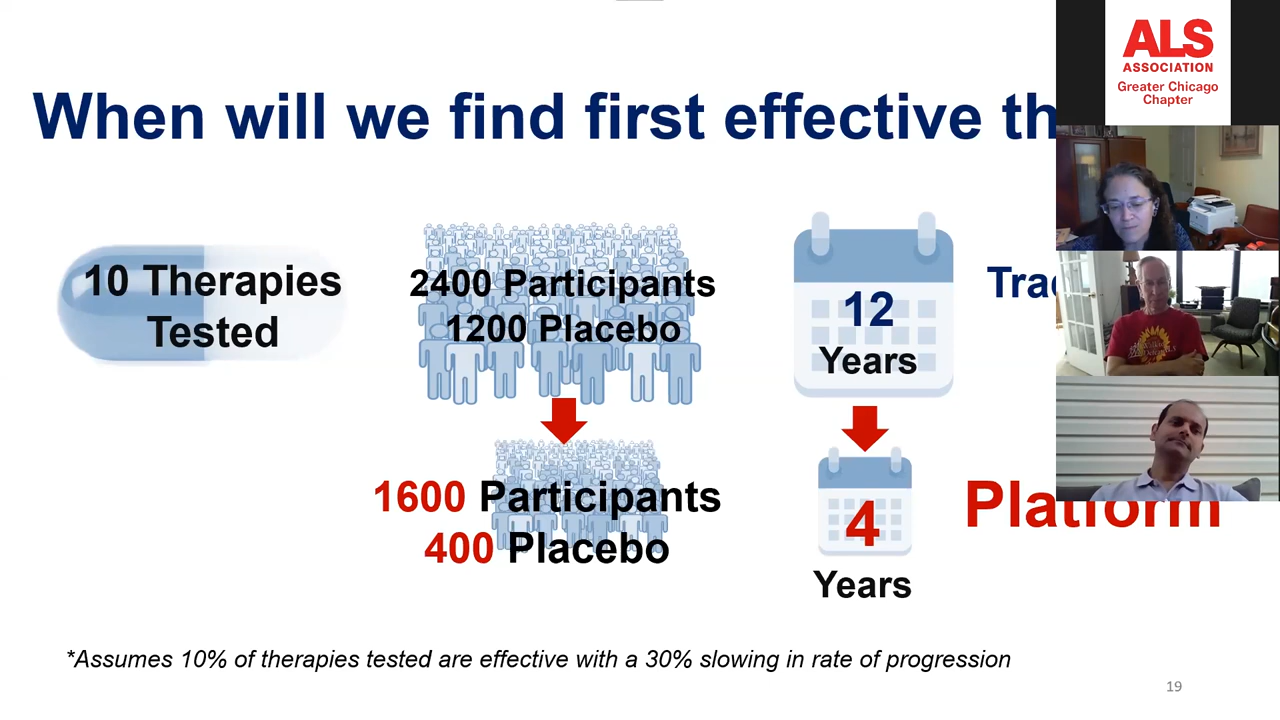 When will we find first effective th
ALS
ASSOCIATION
Greater Chicago
Chapter
10 Therapies
Tested
2400 Participants
1200 Placebo
12
Years
Trad
1600 Participants
400 Placebo
4
Years
Platform
*Assumes 10% of therapies tested are effective with a 30% slowing in rate of progression
19